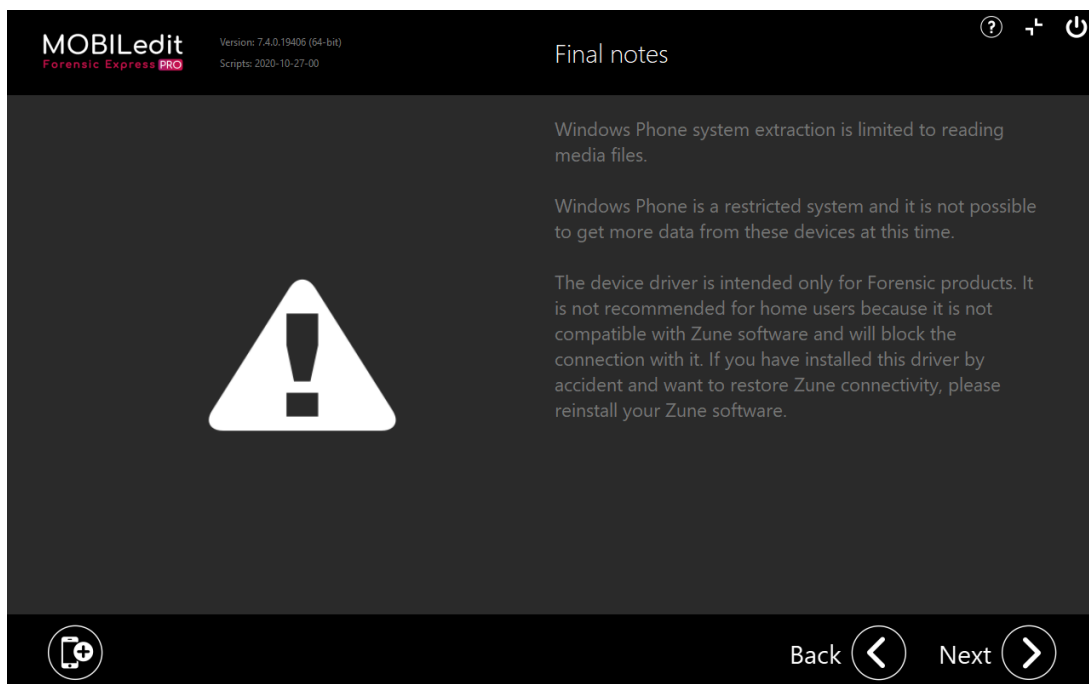 MOBILedit
Forensic Express PRO
Version: 7.4.0.19406 (64-bit)
Scripts: 2020-10-27-00
Final notes
?
Windows Phone system extraction is limited to reading
media files.
Windows Phone is a restricted system and it is not possible
to get more data from these devices at this time.
The device driver is intended only for Forensic products. It
is not recommended for home users because it is not
compatible with Zune software and will block the
connection with it. If you have installed this driver by
accident and want to restore Zune connectivity, please
reinstall your Zune software.
!
Back
Next